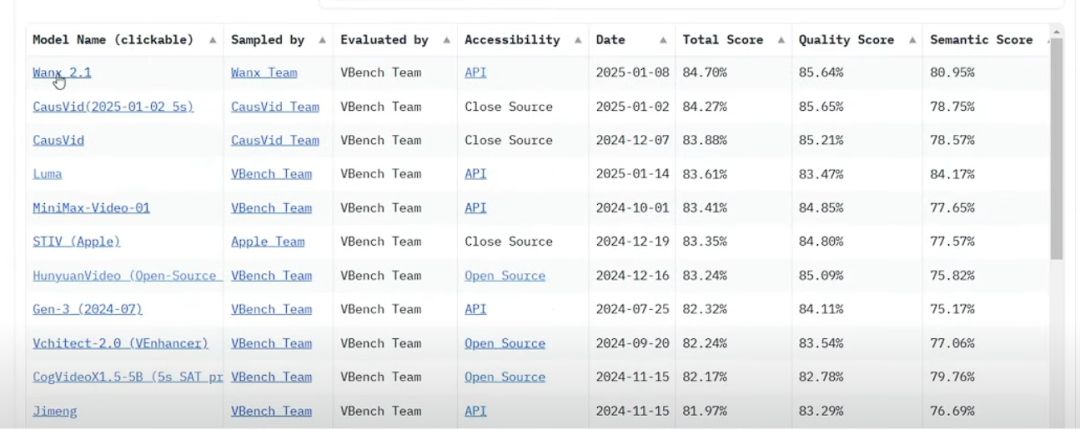 Model Name (clickable) ▲ Sampled by ▲ Evaluated by ▲ Accessibility ▲ Date ▲ Total Score ▲ Quality Score ▲ Semantic Score
Wanx 2.1 Wanx Team VBench Team API 2025-01-08 84.70% 85.64% 80.95%
CausVid(2025-01-02 5s) CausVid Team VBench Team Close Source 2025-01-02 84.27% 85.65% 78.75%
CausVid CausVid Team VBench Team Close Source 2024-12-07 83.88% 85.21% 78.57%
Luma VBench Team VBench Team API 2025-01-14 83.61% 83.47% 84.17%
MiniMax-Video-01 VBench Team VBench Team API 2024-10-01 83.41% 84.85% 77.65%
STIV (Apple) Apple Team VBench Team Close Source 2024-12-19 83.35% 84.80% 77.57%
HunyuanVideo (Open-Source VBench Team VBench Team Open Source 2024-12-16 83.24% 85.09% 75.82%
Gen-3 (2024-07) VBench Team VBench Team API 2024-07-25 82.32% 84.11% 75.17%
Vchitect-2.0 (VEnhancer) VBench Team VBench Team Open Source 2024-09-20 82.24% 83.54% 77.06%
CogVideoX1.5-5B (5s SAT pr VBench Team VBench Team Open Source 2024-11-15 82.17% 82.78% 79.76%
Jimeng VBench Team VBench Team API 2024-11-15 81.97% 83.29% 76.69%